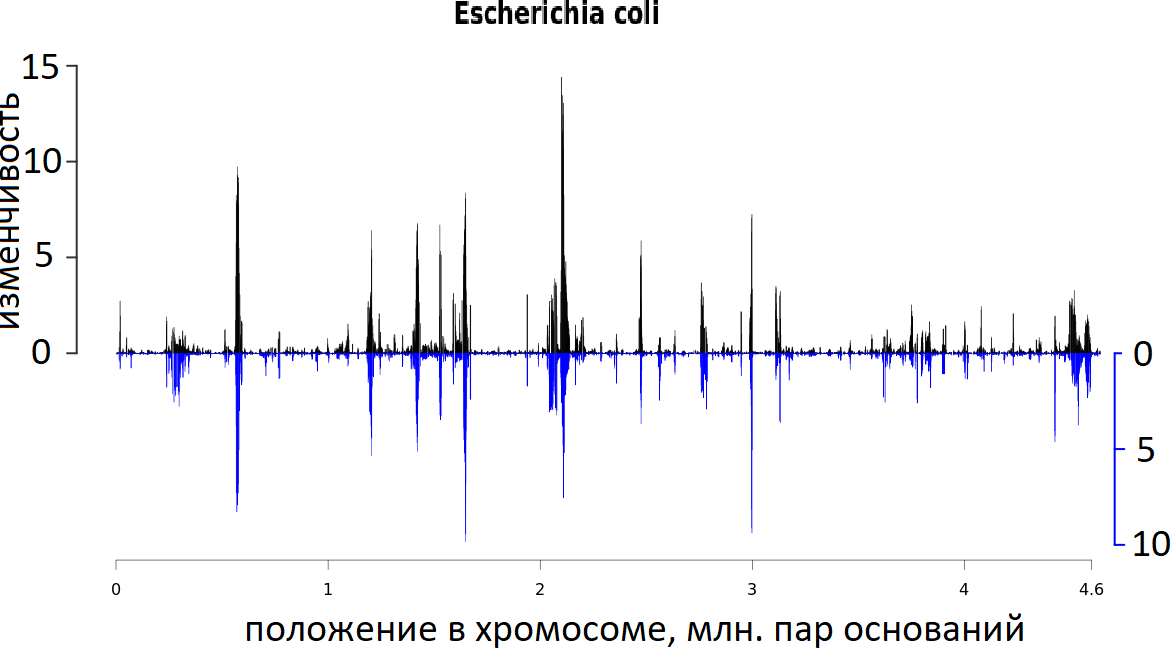 Escherichia coli
изменчивость
15
10
5
0
0
5
10
0 1 2 3 4 4.6
положение в хромосоме, млн. пар оснований